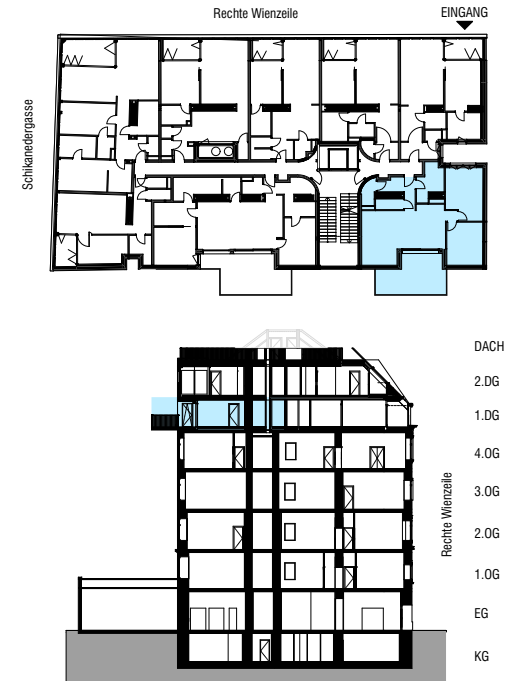 Rechte Wienzeile
EINGANG
Schikanedergasse
DACH
2.DG
1.DG
4.OG
3.OG
Rechte Wienzeile
2.OG
1.OG
EG
KG